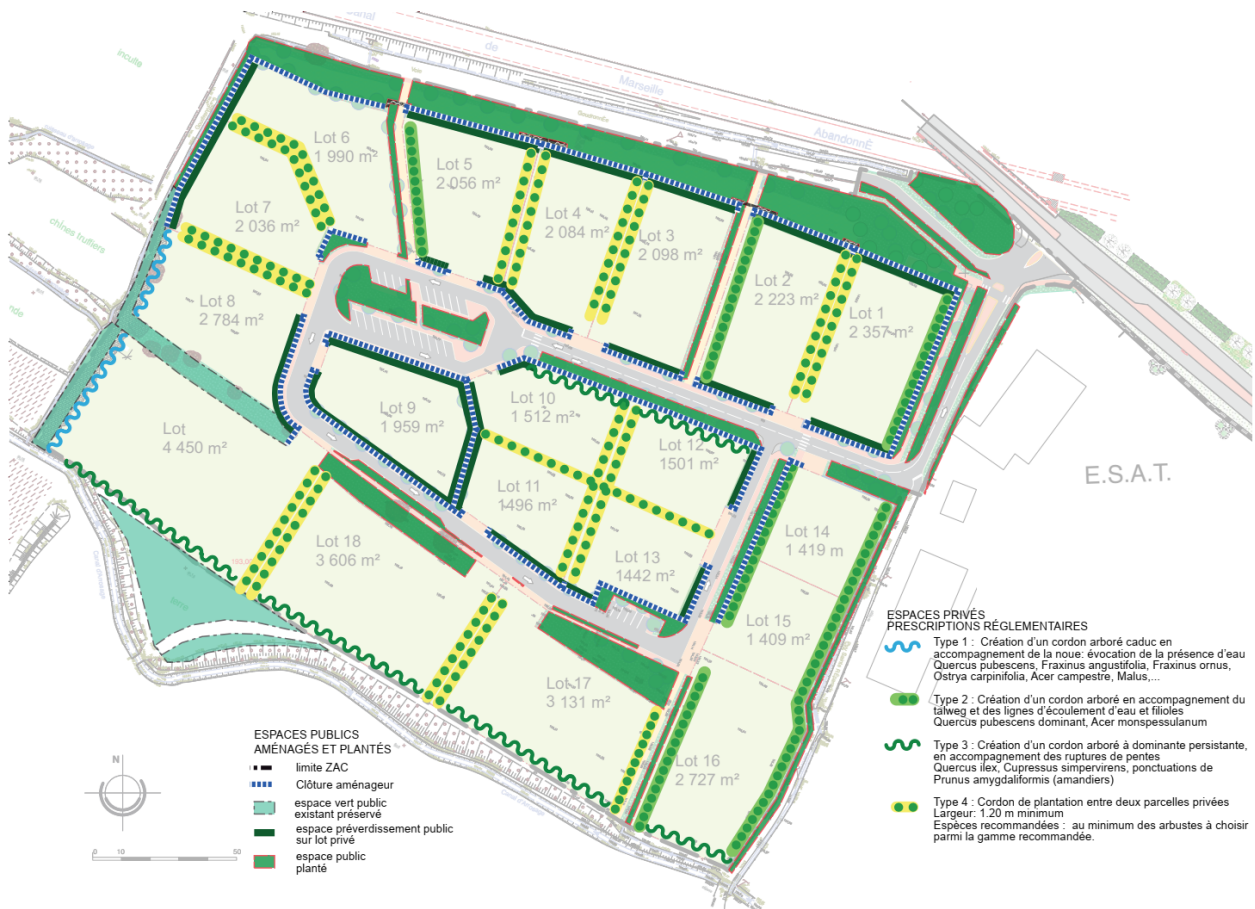 Canal
de
Marseille
Abandonné
inculte
chênes truffiers
Lot 6
1 990 m²
Lot 5
2 056 m²
Lot 4
2 084 m²
Lot 3
2 098 m²
Lot 7
2 036 m²
Lot 2
2 223 m²
Lot 1
2 357 m²
Lot 8
2 784 m²
Lot 9
1 959 m²
Lot 10
1 512 m²
Lot
4 450 m²
Lot 12
1501 m²
Lot 11
1496 m²
E.S.A.T.
Lot 14
1 419 m
Lot 18
3 606 m²
Lot 13
1442 m²
Lot 15
1 409 m²
Lot 17
3 131 m²
Lot 16
2 727 m²
ESPACES PUBLICS
AMÉNAGÉS ET PLANTÉS
limite ZAC
Clôture aménageur
espace vert public
existant préservé
espace préverdissement public
sur lot privé
espace public
planté
N
0 10 50
ESPACES PRIVÉS
PRESCRIPTIONS RÉGLEMENTAIRES
Type 1 : Création d'un cordon arboré caduc en
accompagnement de la noue: évocation de la présence d'eau
Quercus pubescens, Fraxinus angustifolia, Fraxinus ornus,
Ostrya carpinifolia, Acer campestre, Malus,...
Type 2 : Création d'un cordon arboré en accompagnement du
talweg et des lignes d'écoulement d'eau et filioles
Quercus pubescens dominant, Acer monspessulanum
Type 3 : Création d'un cordon arboré à dominante persistante,
en accompagnement des ruptures de pentes
Quercus ilex, Cupressus simpervirens, ponctuations de
Prunus amygdaliformis (amandiers)
Type 4 : Cordon de plantation entre deux parcelles privées
Largeur: 1.20 m minimum
Espèces recommandées : au minimum des arbustes à choisir
parmi la gamme recommandée.